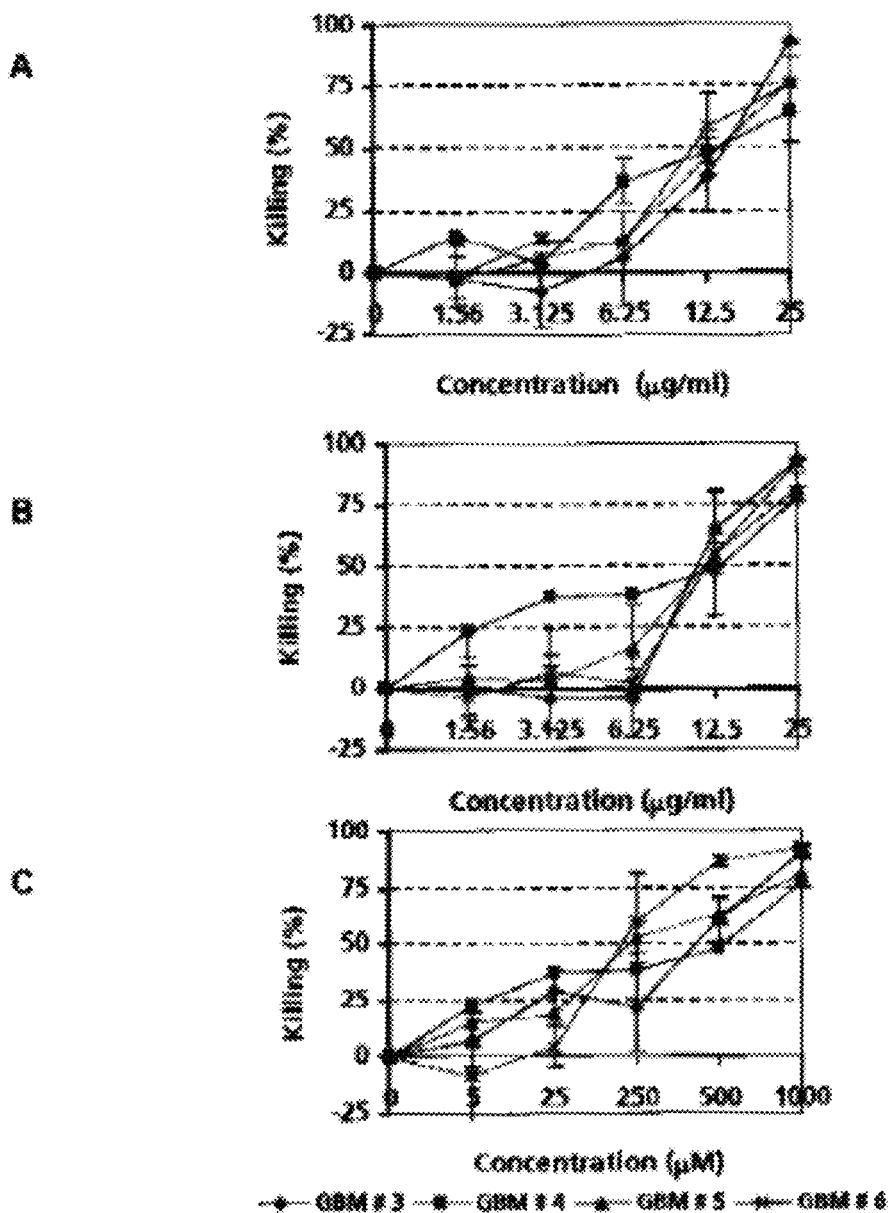 A
Killing (%)
100
75
50
25
0
-25
0 1.56 3.125 6.25 12.5 25
Concentration (μg/ml)
B
Killing (%)
100
75
50
25
0
-25
0 1.56 3.125 6.25 12.5 25
Concentration (μg/ml)
C
Killing (%)
100
75
50
25
0
-25
0 5 25 250 500 1000
Concentration (μM)
GBM # 3 GBM # 4 GBM # 5 GBM # 6